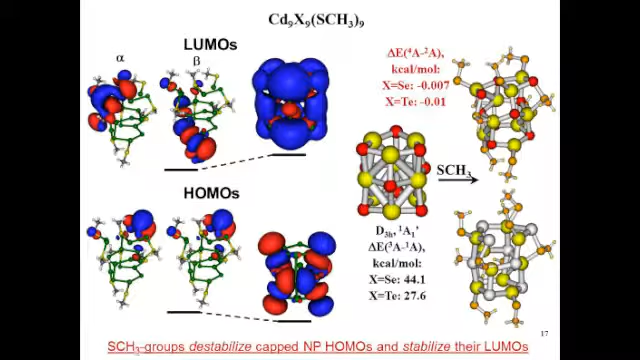 Cd₉X₉(SCH₃)₉
LUMOs
α
β
ΔE(⁴A-²A),
kcal/mol:
X=Se: -0.007
X=Te: -0.01
SCH₃
HOMOs
D₃ₕ, ¹A₁'
ΔE(³A-¹A),
kcal/mol:
X=Se: 44.1
X=Te: 27.6
17
SCH₃-groups destabilize capped NP HOMOs and stabilize their LUMOs